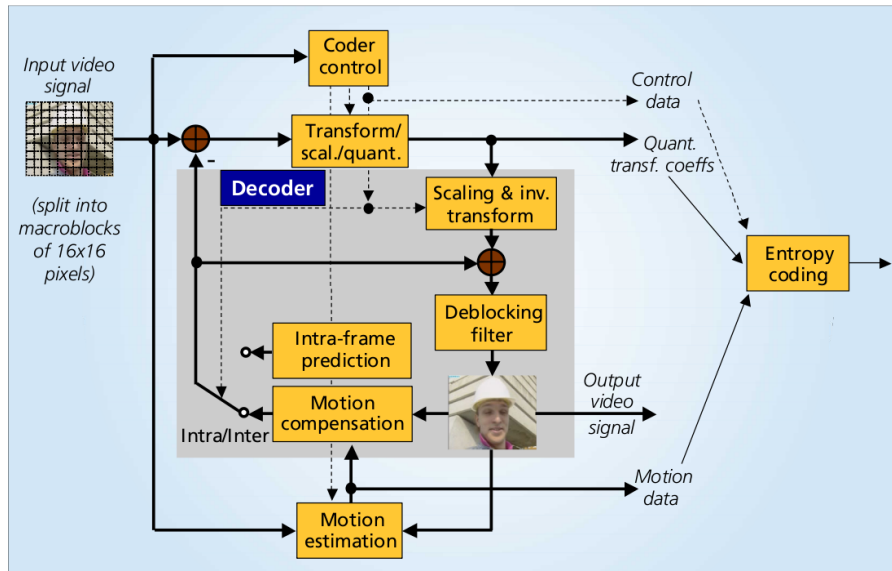 Input video
signal
Coder
control
Control
data
Transform/
scal./quant.
Quant.
transf. coeffs
-
Decoder
(split into
macroblocks
of 16x16
pixels)
Scaling & inv.
transform
Entropy
coding
Deblocking
filter
Intra-frame
prediction
Output
video
signal
Motion
compensation
Intra/Inter
Motion
data
Motion
estimation